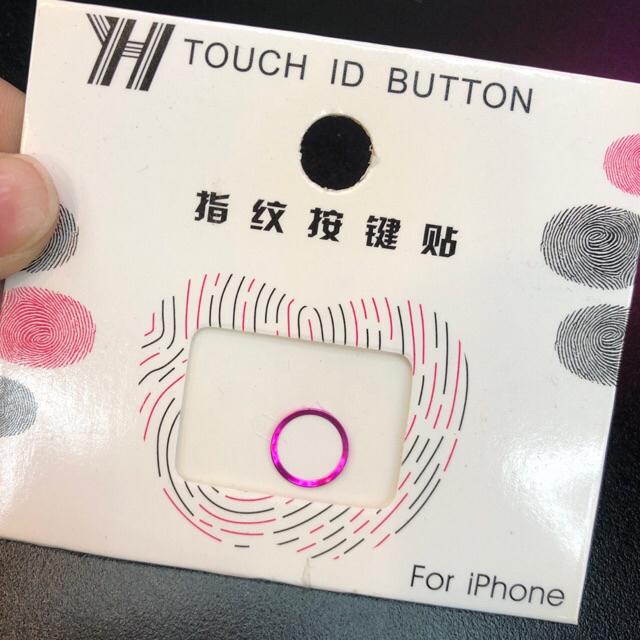 YH TOUCH ID BUTTON
指纹按键贴
For iPhone